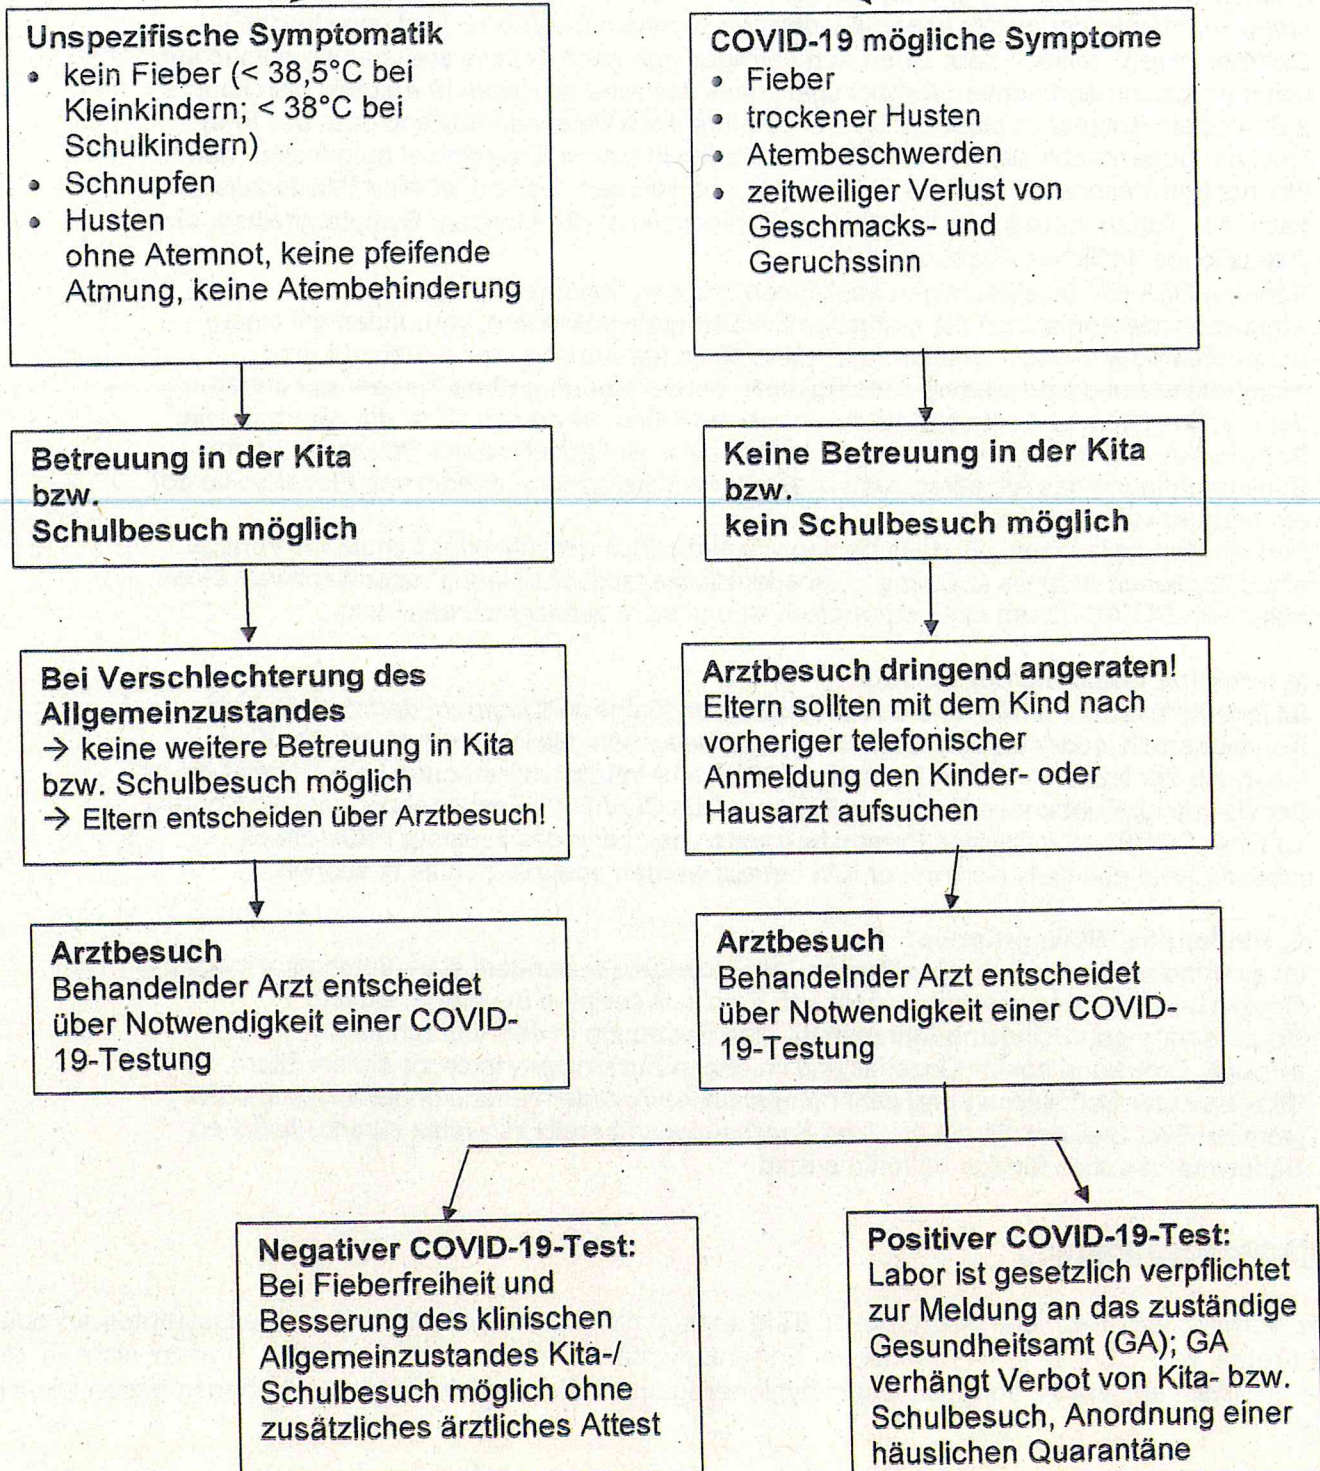 Unspezifische Symptomatik
• kein Fieber (< 38,5°C bei
Kleinkindern; < 38°C bei
Schulkindern)
• Schnupfen
• Husten
ohne Atemnot, keine pfeifende
Atmung, keine Atembehinderung
COVID-19 mögliche Symptome
• Fieber
• trockener Husten
• Atembeschwerden
• zeitweiliger Verlust von
Geschmacks- und
Geruchssinn
Betreuung in der Kita
bzw.
Schulbesuch möglich
Keine Betreuung in der Kita
bzw.
kein Schulbesuch möglich
Bei Verschlechterung des
Allgemeinzustandes
→ keine weitere Betreuung in Kita
bzw. Schulbesuch möglich
→ Eltern entscheiden über Arztbesuch!
Arztbesuch dringend angeraten!
Eltern sollten mit dem Kind nach
vorheriger telefonischer
Anmeldung den Kinder- oder
Hausarzt aufsuchen
Arztbesuch
Behandelnder Arzt entscheidet
über Notwendigkeit einer COVID-
19-Testung
Arztbesuch
Behandelnder Arzt entscheidet
über Notwendigkeit einer COVID-
19-Testung
Negativer COVID-19-Test:
Bei Fieberfreiheit und
Besserung des klinischen
Allgemeinzustandes Kita-/
Schulbesuch möglich ohne
zusätzliches ärztliches Attest
Positiver COVID-19-Test:
Labor ist gesetzlich verpflichtet
zur Meldung an das zuständige
Gesundheitsamt (GA); GA
verhängt Verbot von Kita- bzw.
Schulbesuch, Anordnung einer
häuslichen Quarantäne